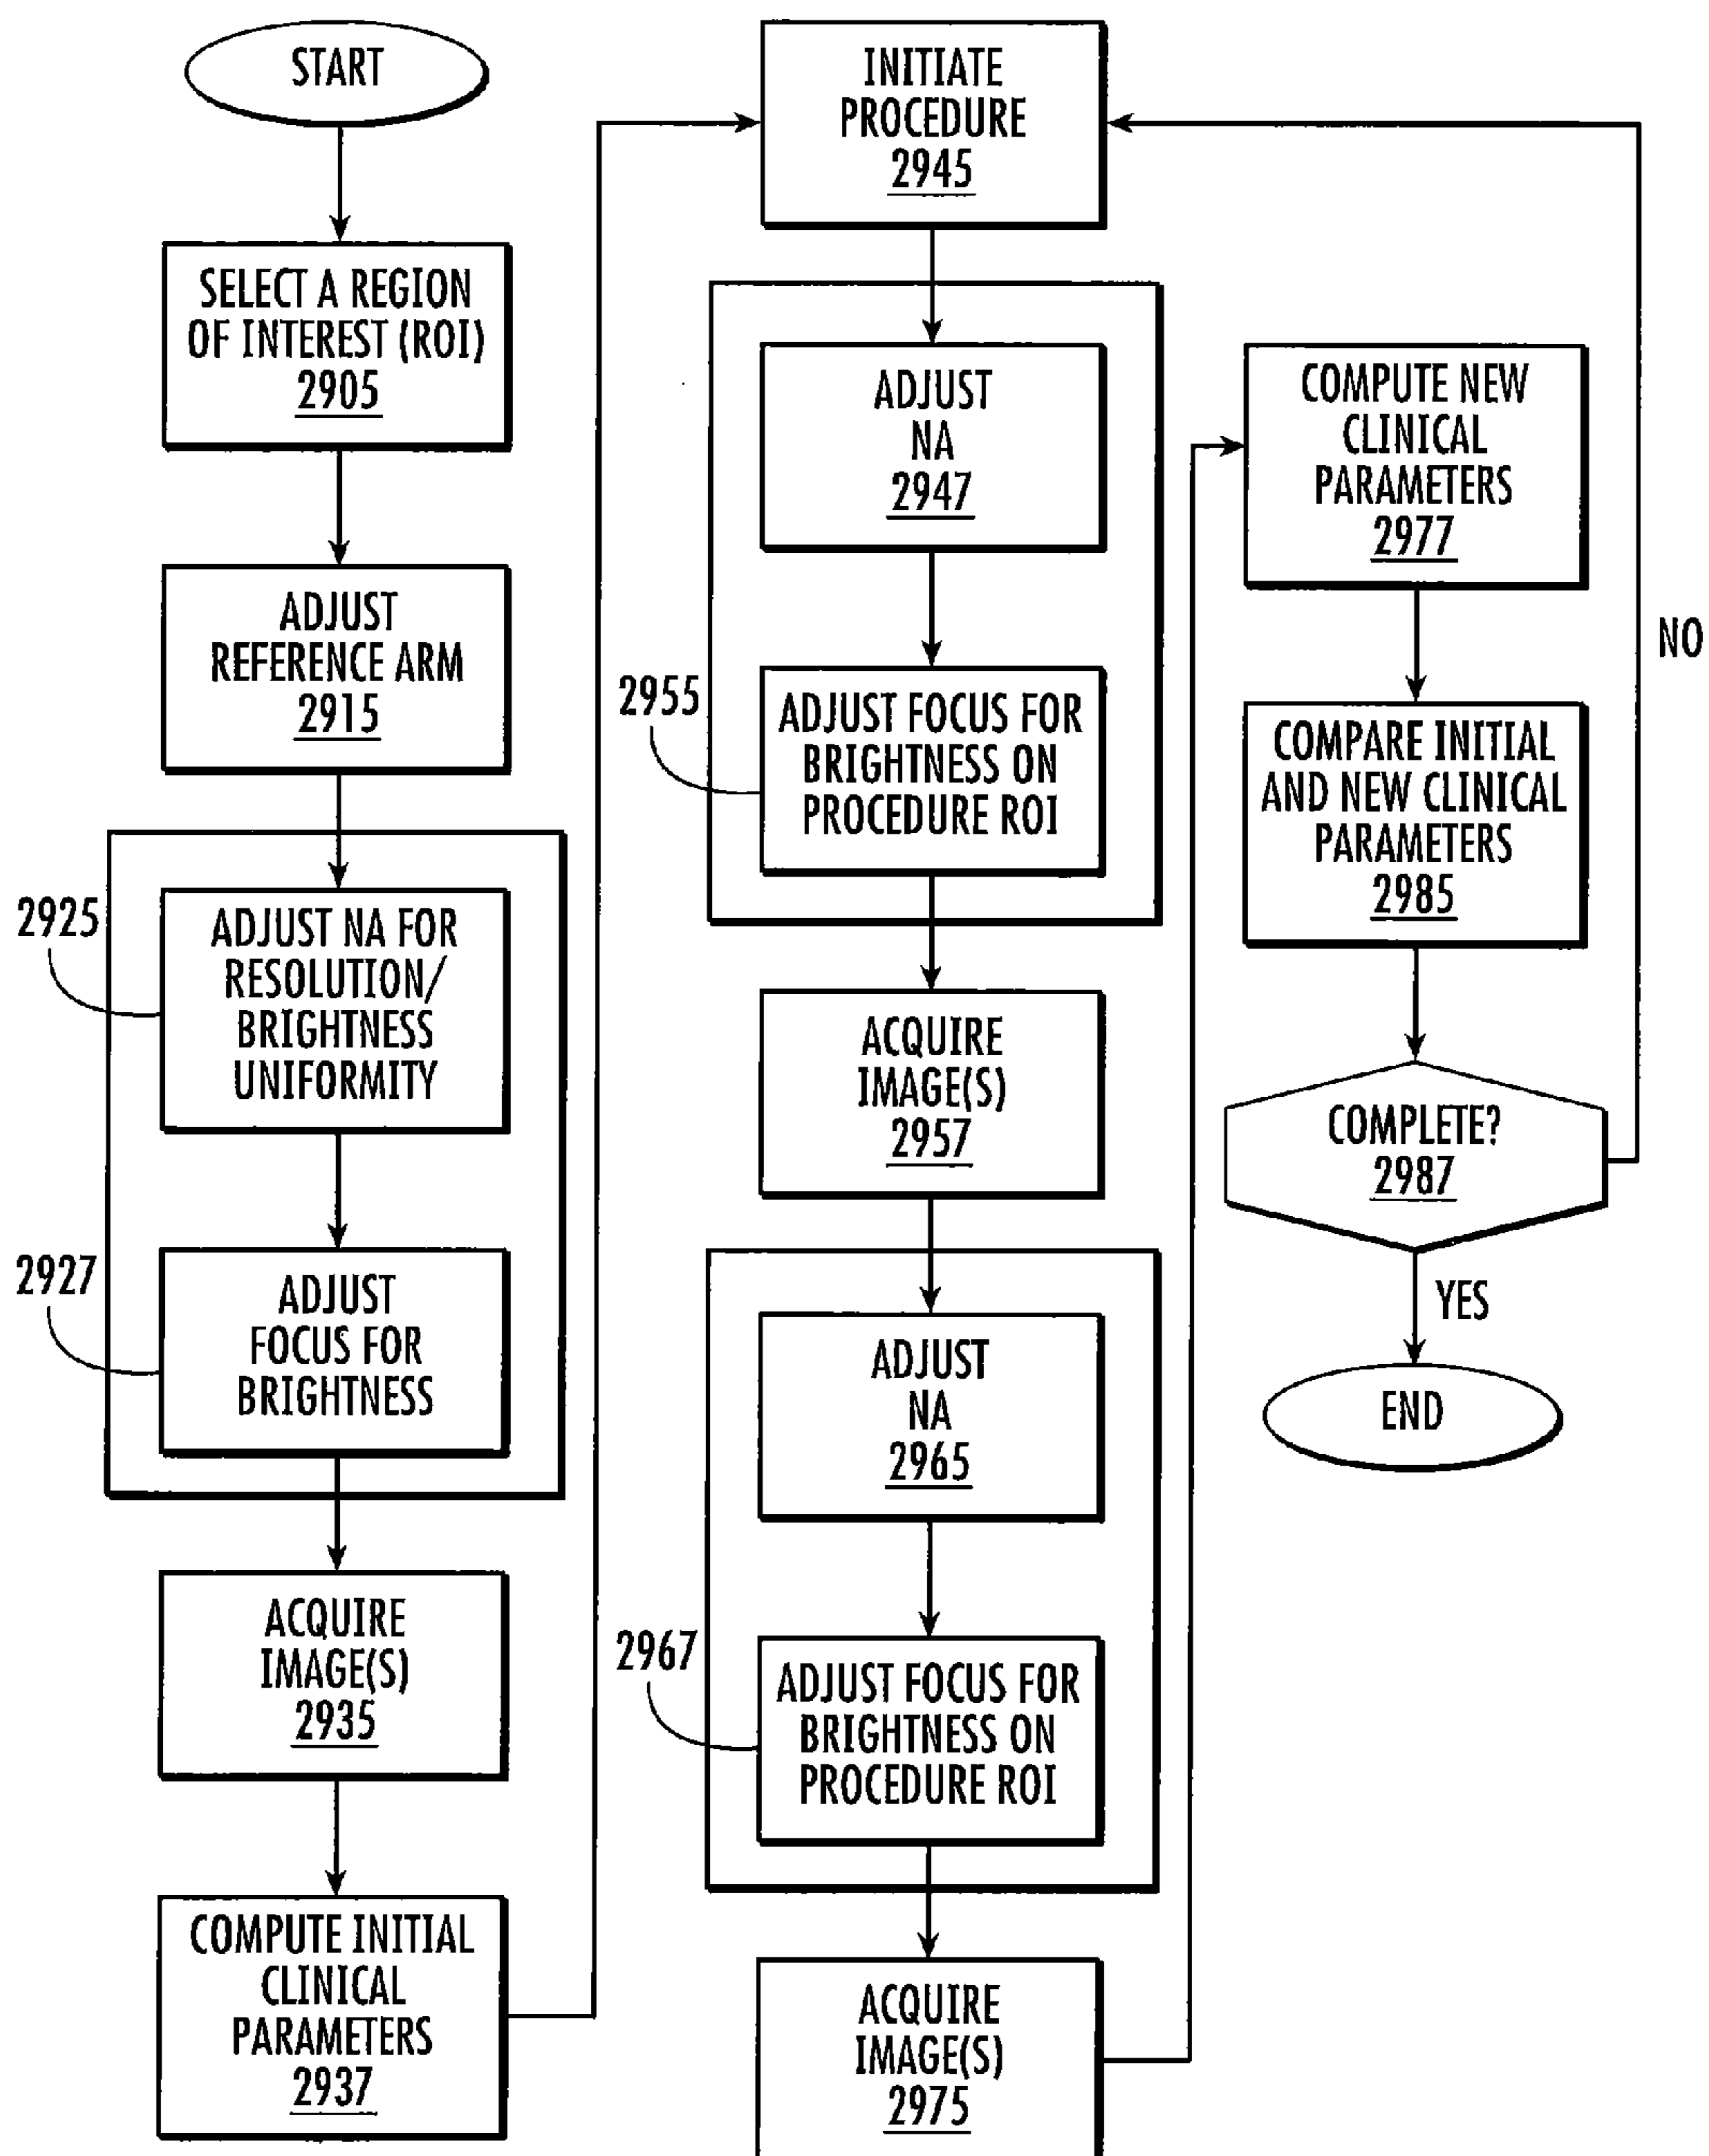 START
SELECT A REGION
OF INTEREST (ROI)
2905
ADJUST
REFERENCE ARM
2915
2925
ADJUST NA FOR
RESOLUTION/
BRIGHTNESS
UNIFORMITY
2927
ADJUST
FOCUS FOR
BRIGHTNESS
ACQUIRE
IMAGE(S)
2935
COMPUTE INITIAL
CLINICAL
PARAMETERS
2937
INITIATE
PROCEDURE
2945
ADJUST
NA
2947
2955
ADJUST FOCUS FOR
BRIGHTNESS ON
PROCEDURE ROI
ACQUIRE
IMAGE(S)
2957
ADJUST
NA
2965
2967
ADJUST FOCUS FOR
BRIGHTNESS ON
PROCEDURE ROI
ACQUIRE
IMAGE(S)
2975
COMPUTE NEW
CLINICAL
PARAMETERS
2977
COMPARE INITIAL
AND NEW CLINICAL
PARAMETERS
2985
COMPLETE?
2987
NO
YES
END